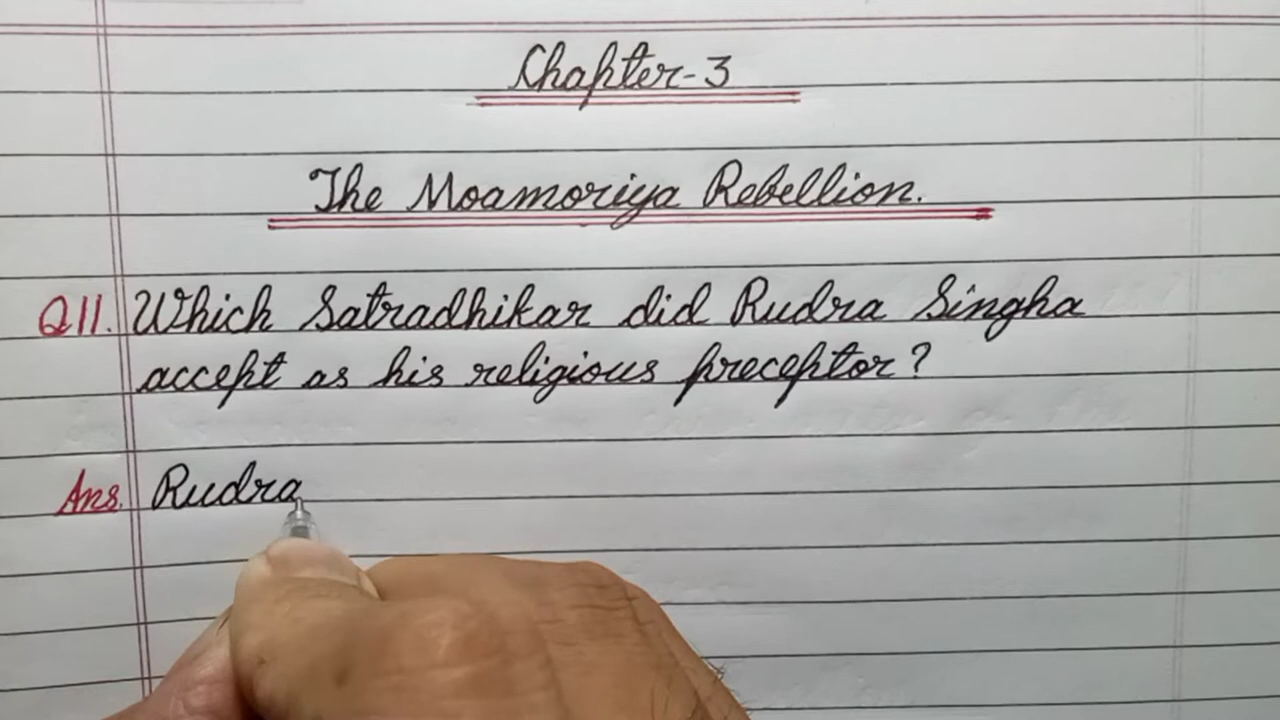 Chapter-3
The Moamoriya Rebellion.
Q11. Which Satradhikar did Rudra Singha
accept as his religious preceptor?
Ans. Rudra